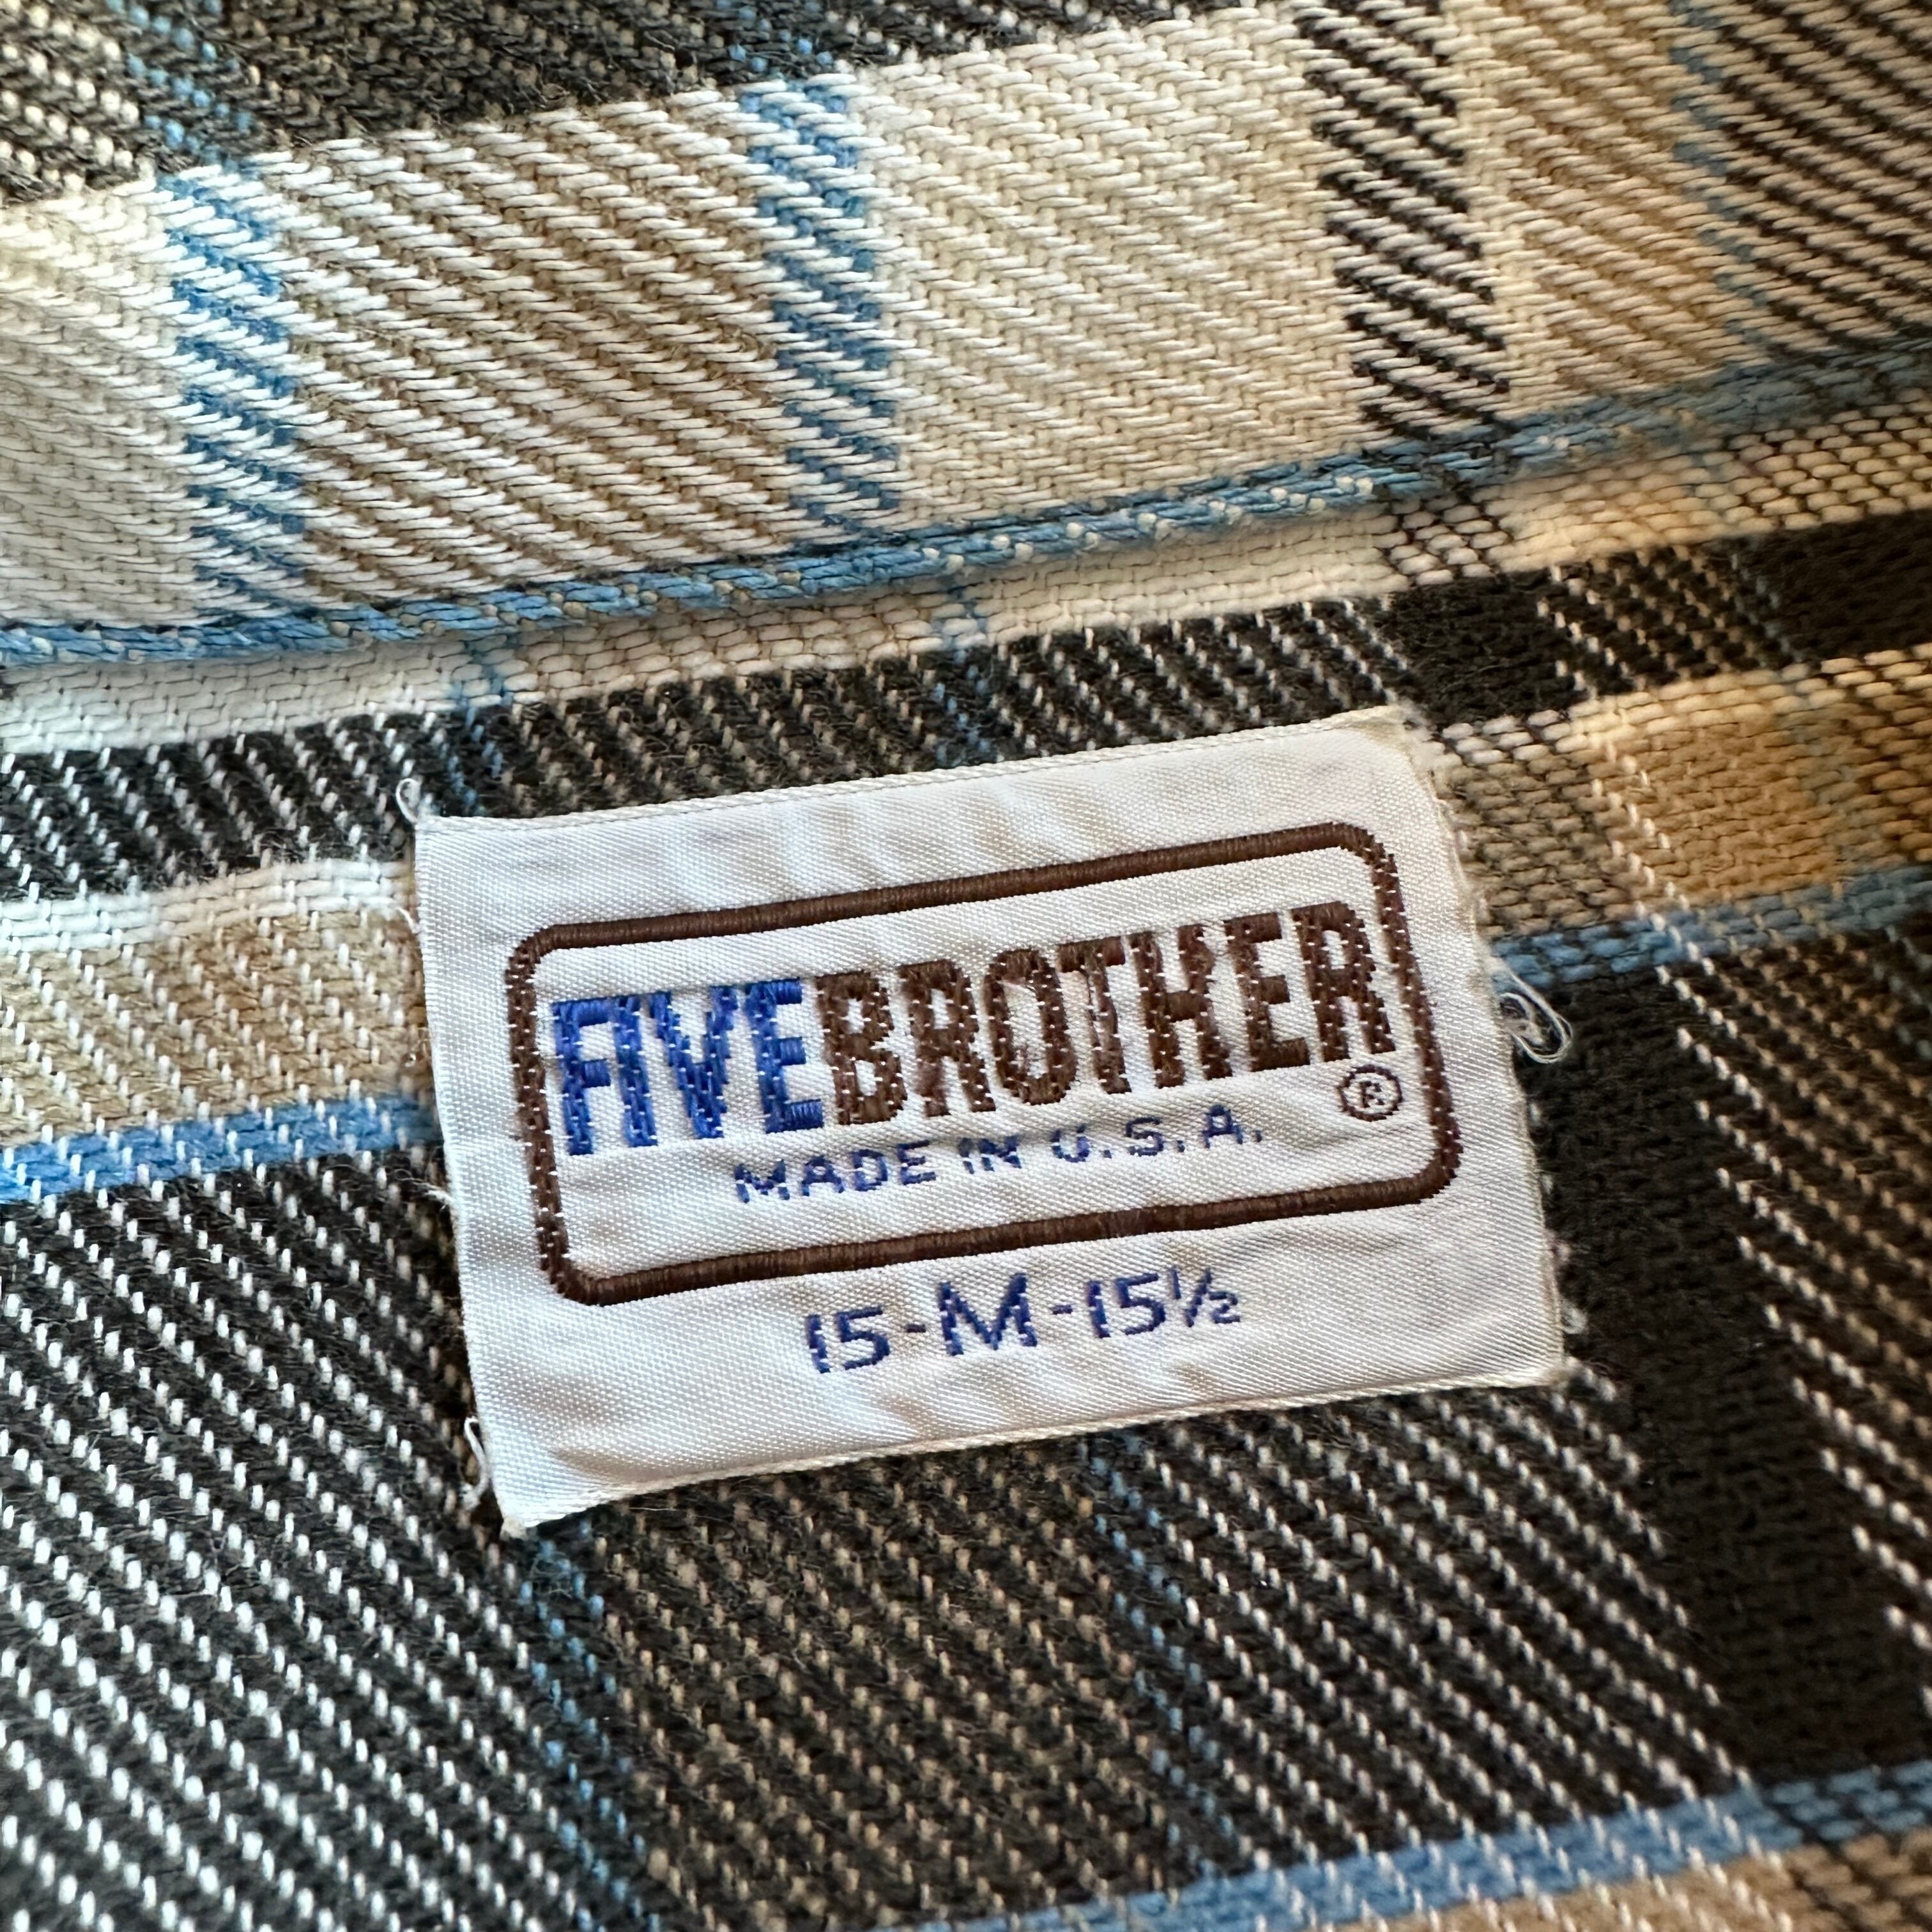 FIVEBROTHER
®
MADE IN U.S.A.
15-M-15½